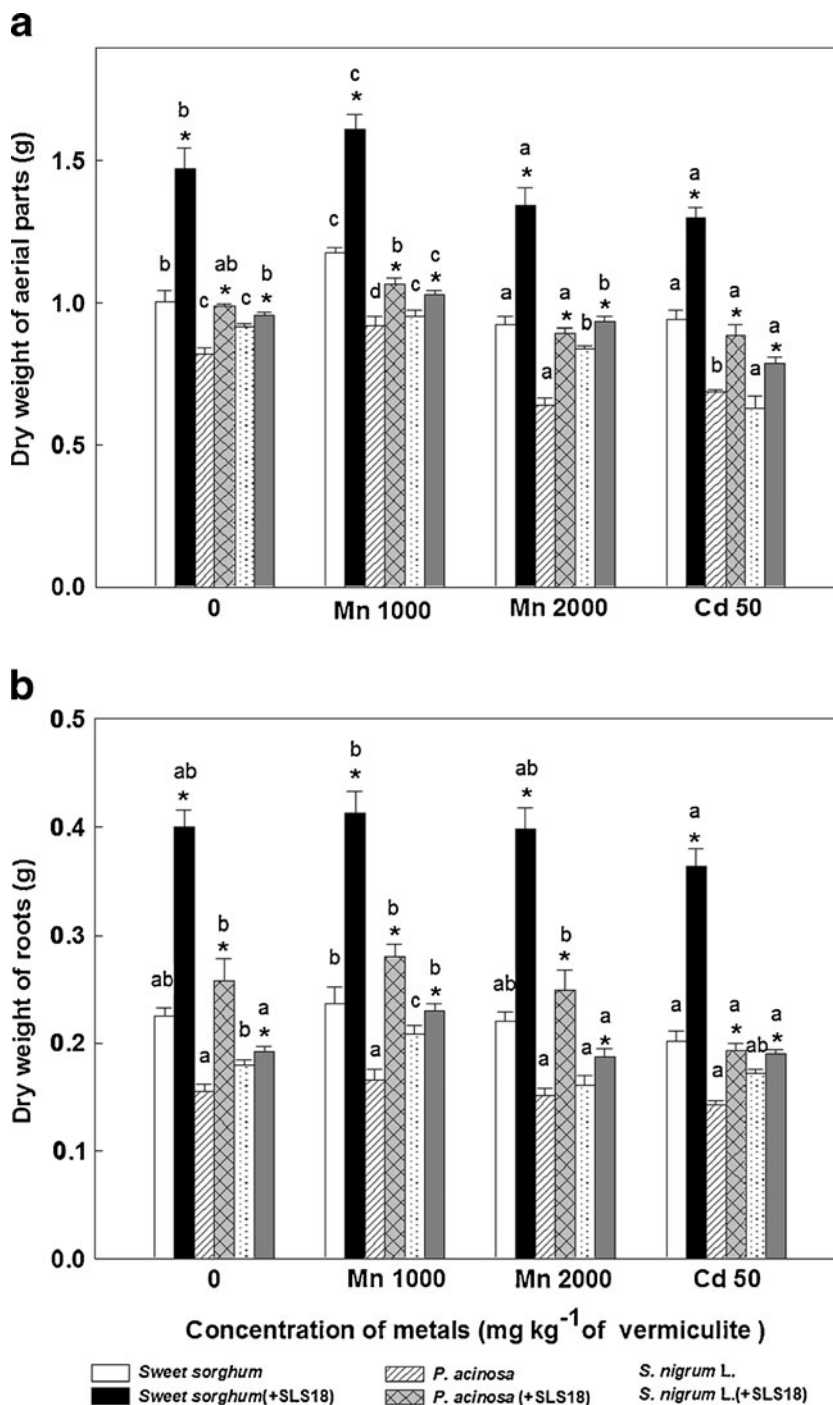 a
Dry weight of aerial parts (g)
1.5
1.0
0.5
0.0
b
*
b
c
ab
*
c
b
*
c
*
c
d
b
*
c
c
*
a
*
a
a
a
*
b
b
*
a
*
a
b
a
*
a
a
*
0 Mn 1000 Mn 2000 Cd 50
b
Dry weight of roots (g)
0.5
0.4
0.3
0.2
0.1
0.0
ab
*
ab
a
b
*
b
a
*
b
*
b
a
b
*
c
b
*
ab
*
ab
a
b
*
a
a
*
a
*
a
a
a
*
ab
a
*
0 Mn 1000 Mn 2000 Cd 50
Concentration of metals (mg kg⁻¹ of vermiculite)
Sweet sorghum P. acinosa S. nigrum L.
Sweet sorghum(+SLS18) P. acinosa (+SLS18) S. nigrum L.(+SLS18)